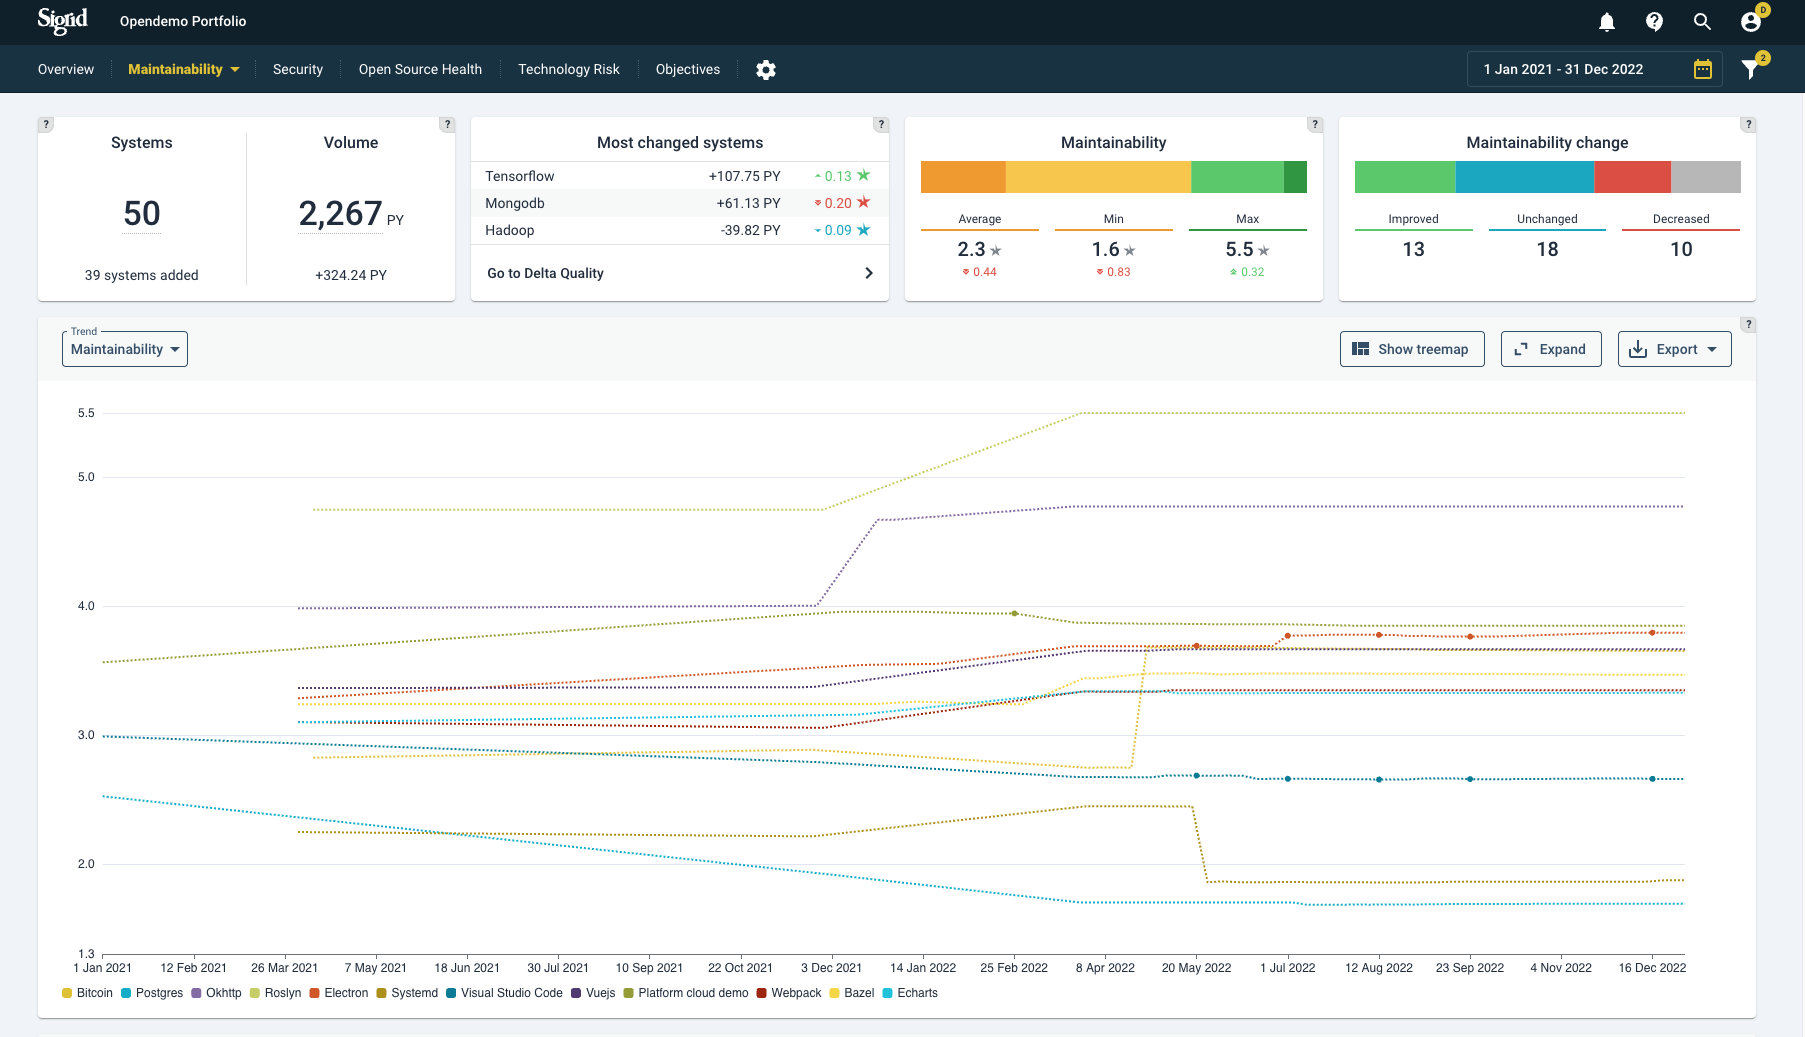 Sigrid
Opendemo Portfolio
D
Overview
Maintainability
Security
Open Source Health
Technology Risk
Objectives
1 Jan 2021 - 31 Dec 2022
2
?
Systems
50
39 systems added
?
Volume
2,267 PY
+324.24 PY
?
Most changed systems
Tensorflow +107.75 PY 0.13
Mongodb +61.13 PY 0.20
Hadoop -39.82 PY 0.09
Go to Delta Quality
?
Maintainability
Average Min Max
2.3 1.6 5.5
0.44 0.83 0.32
?
Maintainability change
Improved Unchanged Decreased
13 18 10
?
Trend
Maintainability
Show treemap
Expand
Export
5.5
5.0
4.0
3.0
2.0
1.3
1 Jan 2021 12 Feb 2021 26 Mar 2021 7 May 2021 18 Jun 2021 30 Jul 2021 10 Sep 2021 22 Oct 2021 3 Dec 2021 14 Jan 2022 25 Feb 2022 8 Apr 2022 20 May 2022 1 Jul 2022 12 Aug 2022 23 Sep 2022 4 Nov 2022 16 Dec 2022
Bitcoin Postgres Okhttp Roslyn Electron Systemd Visual Studio Code Vuejs Platform cloud demo Webpack Bazel Echarts